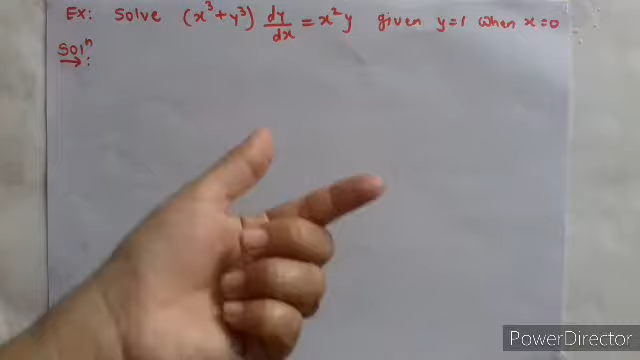 Ex: Solve (x³ + y³) dy/dx = x²y given y=1 when x=0
Solⁿ:
PowerDirector